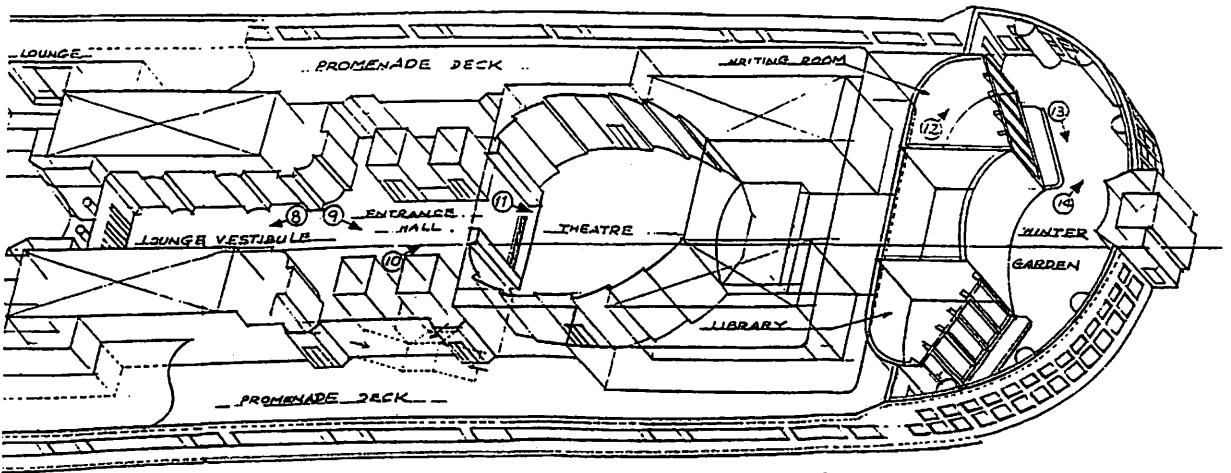 LOUNGE
PROMENADE DECK
WRITING ROOM
13
12
11
14
8
9
ENTRANCE
HALL
THEATRE
WINTER
GARDEN
LOUNGE VESTIBULE
10
LIBRARY
PROMENADE DECK